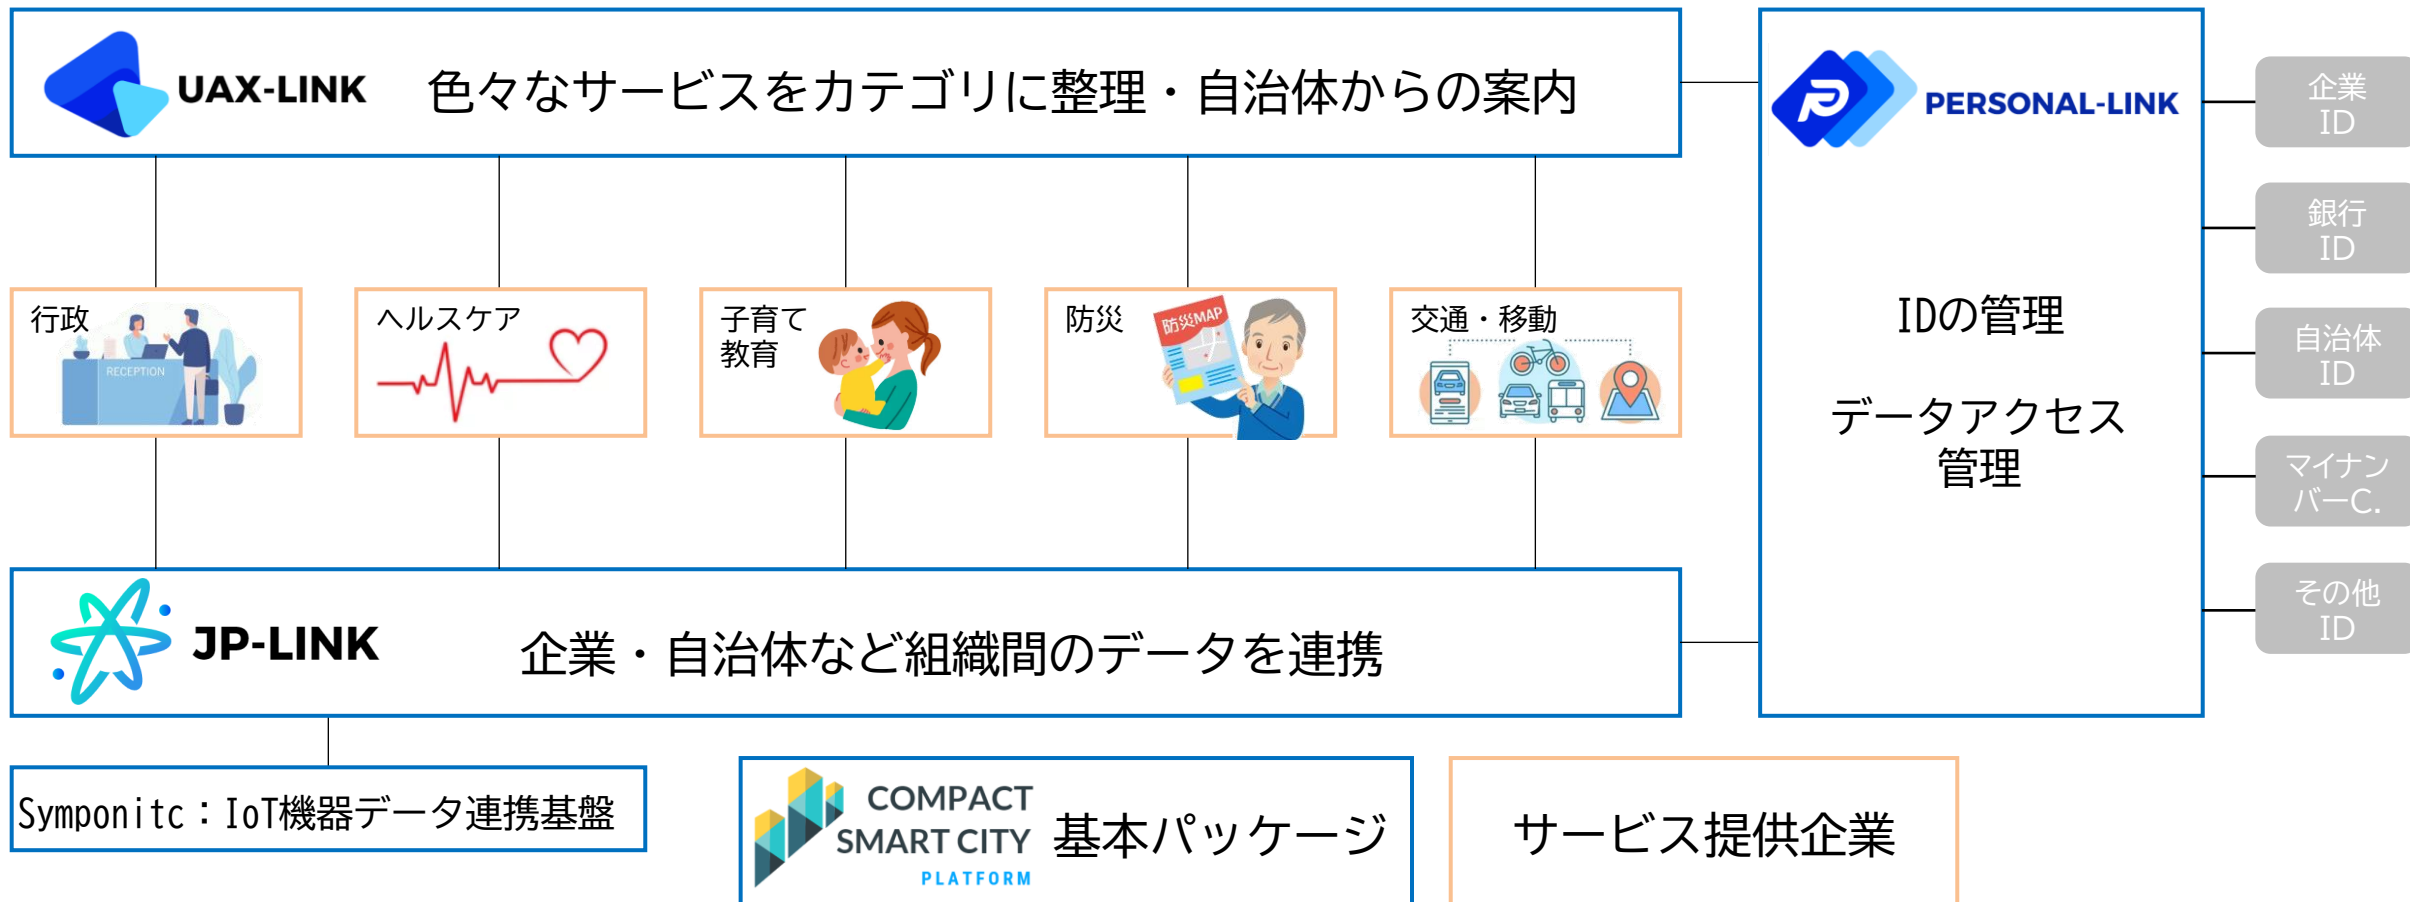 UAX-LINK 色々なサービスをカテゴリに整理・自治体からの案内
PERSONAL-LINK
企業
ID
銀行
ID
自治体
ID
マイナン
バーC.
その他
ID
IDの管理
データアクセス
管理
行政
RECEPTION
ヘルスケア
子育て
教育
防災
防災MAP
交通・移動
JP-LINK 企業・自治体など組織間のデータを連携
Symponitc：IoT機器データ連携基盤
COMPACT
SMART CITY
PLATFORM
基本パッケージ
サービス提供企業